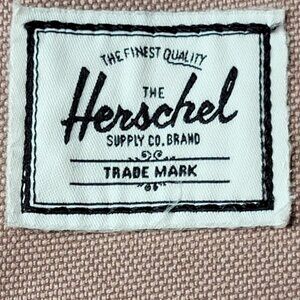 THE FINEST QUALITY
THE
Herschel
SUPPLY CO. BRAND
TRADE MARK